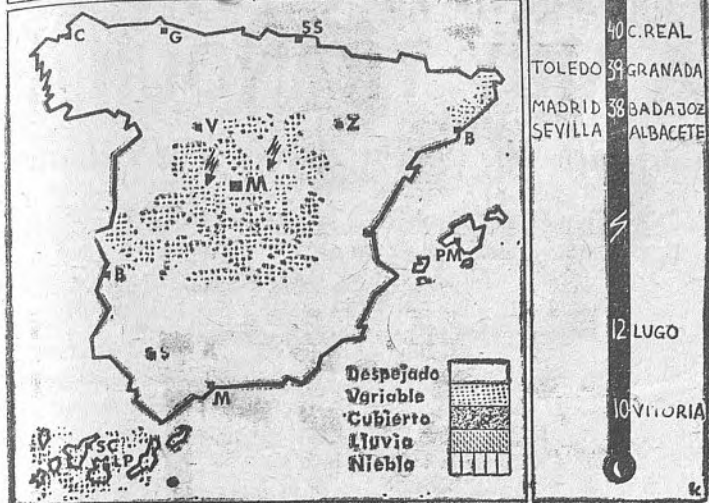 C
G
SS
V
Z
B
M
PM
B
S
M
SC
LP
Despejado
Variable
Cubierto
Lluvia
Niebla
40 C.REAL
TOLEDO 39 GRANADA
MADRID 38 BADAJOZ
SEVILLA ALBACETE
12 LUGO
10 VITORIA